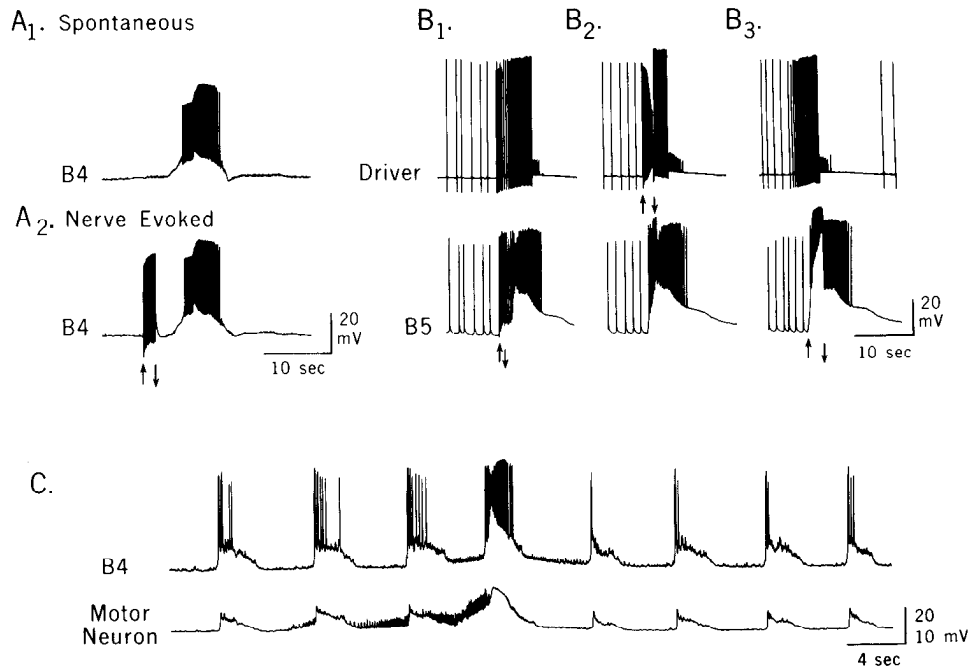 A1. Spontaneous
B4
A2. Nerve Evoked
B4
20
mV
10 sec
B1.
B2.
B3.
Driver
B5
20
mV
10 sec
C.
B4
Motor
Neuron
20
10 mV
4 sec